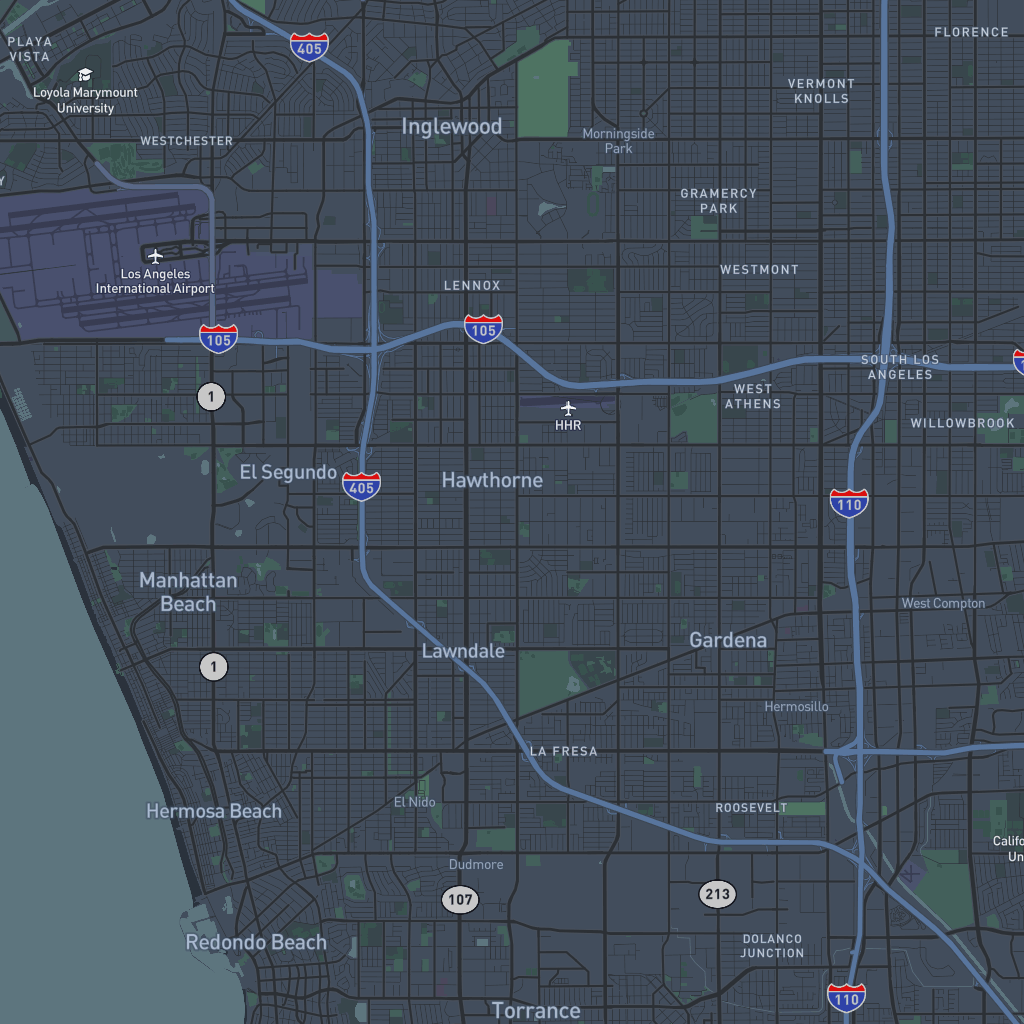 FLORENCE
PLAYA
VISTA
405
Loyola Marymount
University
VERMONT
KNOLLS
Inglewood
Morningside
Park
WESTCHESTER
Y
GRAMERCY
PARK
Los Angeles
International Airport
WESTMONT
LENNOX
105
105
SOUTH LOS
ANGELES
1
WEST
ATHENS
HHR
WILLOWBROOK
El Segundo
405
Hawthorne
110
Manhattan
Beach
West Compton
Gardena
Lawndale
1
Hermosillo
LA FRESA
El Nido
ROOSEVELT
Hermosa Beach
Califo
Un
Dudmore
107
213
Redondo Beach
DOLANCO
JUNCTION
110
Torrance